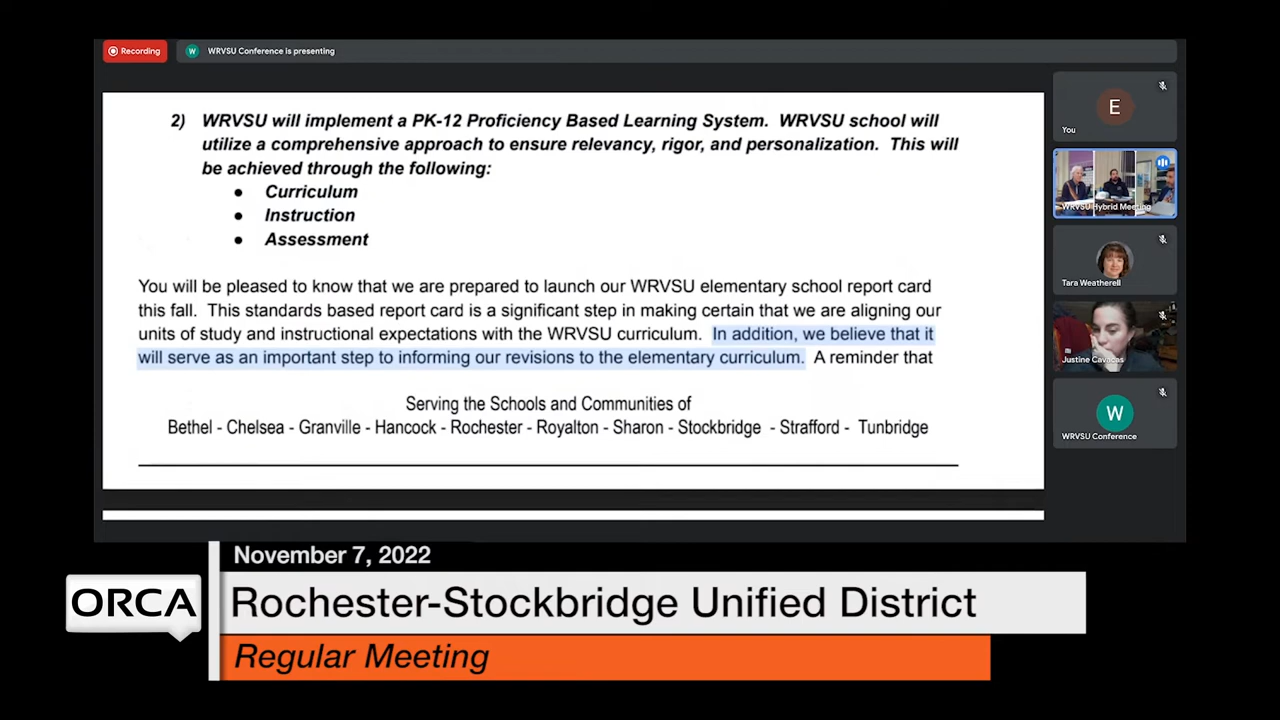 Recording
W WRVSU Conference is presenting
2) WRVSU will implement a PK-12 Proficiency Based Learning System. WRVSU school will
utilize a comprehensive approach to ensure relevancy, rigor, and personalization. This will
be achieved through the following:
● Curriculum
● Instruction
● Assessment
You will be pleased to know that we are prepared to launch our WRVSU elementary school report card
this fall. This standards based report card is a significant step in making certain that we are aligning our
units of study and instructional expectations with the WRVSU curriculum. In addition, we believe that it
will serve as an important step to informing our revisions to the elementary curriculum. A reminder that
Serving the Schools and Communities of
Bethel - Chelsea - Granville - Hancock - Rochester - Royalton - Sharon - Stockbridge - Strafford - Tunbridge
E
You
WRVSU Hybrid Meeting
Tara Weatherell
Justine Cavacas
W
WRVSU Conference
November 7, 2022
ORCA
Rochester-Stockbridge Unified District
Regular Meeting